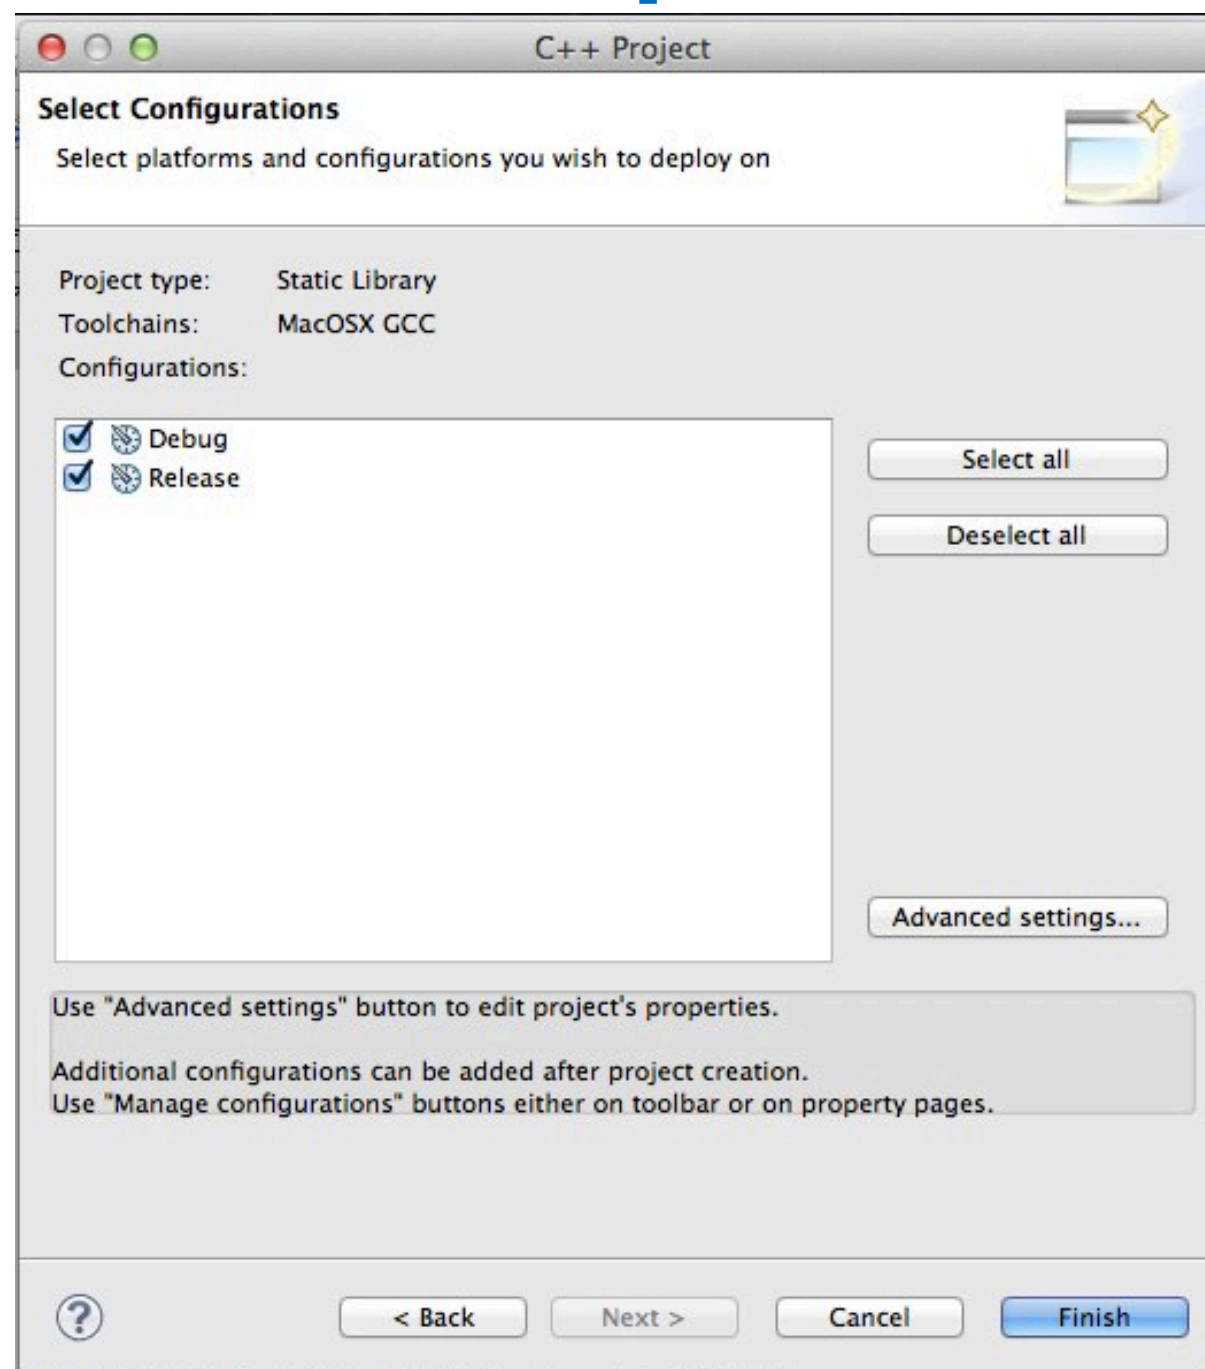 C++ Project
Select Configurations
Select platforms and configurations you wish to deploy on
Project type: Static Library
Toolchains: MacOSX GCC
Configurations:
Debug
Release
Select all
Deselect all
Advanced settings...
Use "Advanced settings" button to edit project's properties.
Additional configurations can be added after project creation.
Use "Manage configurations" buttons either on toolbar or on property pages.
? < Back Next > Cancel Finish